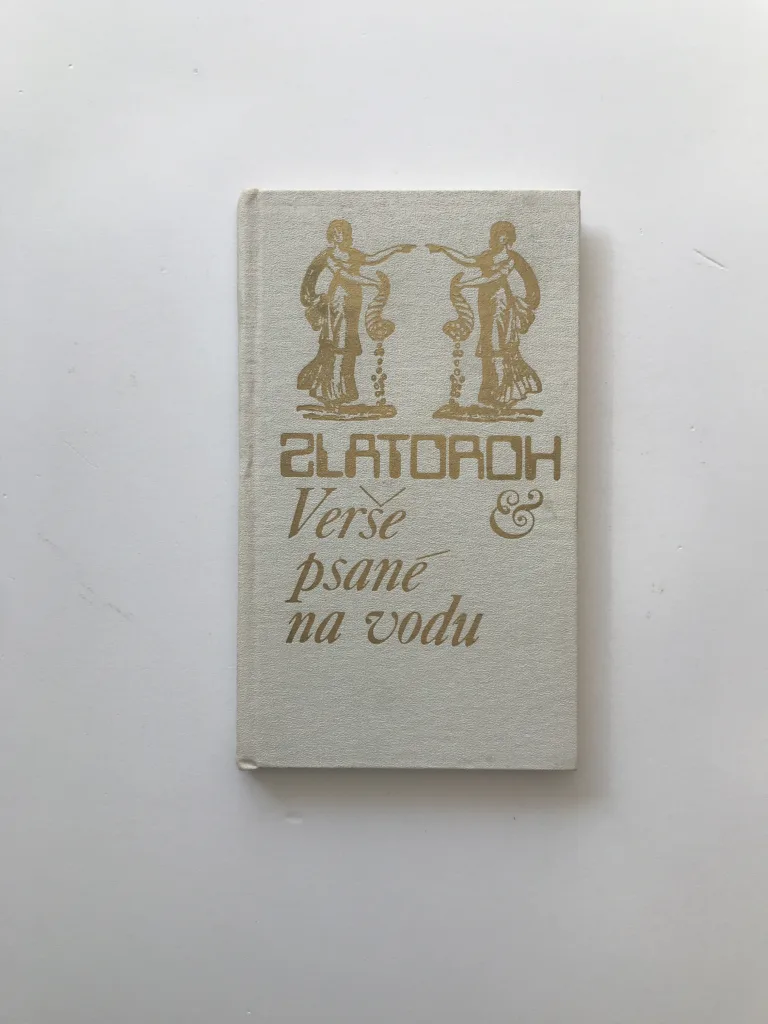 ZLATOROH
Verše &
psané
na vodu